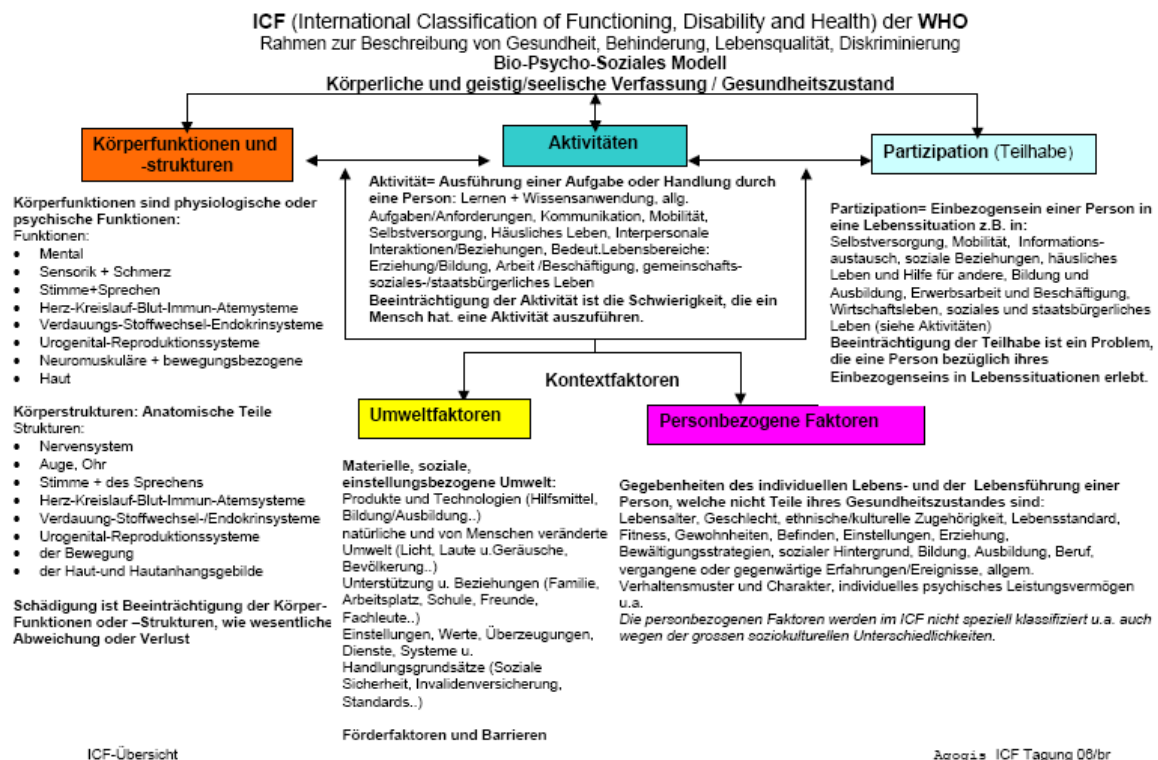 ICF (International Classification of Functioning, Disability and Health) der WHO
Rahmen zur Beschreibung von Gesundheit, Behinderung, Lebensqualität, Diskriminierung
Bio-Psycho-Soziales Modell
Körperliche und geistig/seelische Verfassung / Gesundheitszustand
Körperfunktionen und
-strukturen
Körperfunktionen sind physiologische oder
psychische Funktionen:
Funktionen:
• Mental
• Sensorik + Schmerz
• Stimme+Sprechen
• Herz-Kreislauf-Blut-Immun-Atemysteme
• Verdauungs-Stoffwechsel-Endokrinsysteme
• Urogenital-Reproduktionssysteme
• Neuromuskuläre + bewegungsbezogene
• Haut
Körperstrukturen: Anatomische Teile
Strukturen:
• Nervensystem
• Auge, Ohr
• Stimme + des Sprechens
• Herz-Kreislauf-Blut-Immun-Atemsysteme
• Verdauung-Stoffwechsel-/Endokrinsysteme
• Urogenital-Reproduktionssysteme
• der Bewegung
• der Haut-und Hautanhangsgebilde
Schädigung ist Beeinträchtigung der Körper-
Funktionen oder –Strukturen, wie wesentliche
Abweichung oder Verlust
Aktivitäten
Aktivität= Ausführung einer Aufgabe oder Handlung durch
eine Person: Lernen + Wissensanwendung, allg.
Aufgaben/Anforderungen, Kommunikation, Mobilität,
Selbstversorgung, Häusliches Leben, Interpersonale
Interaktionen/Beziehungen, Bedeut.Lebensbereiche:
Erziehung/Bildung, Arbeit /Beschäftigung, gemeinschafts-
soziales-/staatsbürgerliches Leben
Beeinträchtigung der Aktivität ist die Schwierigkeit, die ein
Mensch hat. eine Aktivität auszuführen.
Partizipation (Teilhabe)
Partizipation= Einbezogensein einer Person in
eine Lebenssituation z.B. in:
Selbstversorgung, Mobilität, Informations-
austausch, soziale Beziehungen, häusliches
Leben und Hilfe für andere, Bildung und
Ausbildung, Erwerbsarbeit und Beschäftigung,
Wirtschaftsleben, soziales und staatsbürgerliches
Leben (siehe Aktivitäten)
Beeinträchtigung der Teilhabe ist ein Problem,
die eine Person bezüglich ihres
Einbezogenseins in Lebenssituationen erlebt.
Kontextfaktoren
Umweltfaktoren
Materielle, soziale,
einstellungsbezogene Umwelt:
Produkte und Technologien (Hilfsmittel,
Bildung/Ausbildung..)
natürliche und von Menschen veränderte
Umwelt (Licht, Laute u.Geräusche,
Bevölkerung..)
Unterstützung u. Beziehungen (Familie,
Arbeitsplatz, Schule, Freunde,
Fachleute..)
Einstellungen, Werte, Überzeugungen,
Dienste, Systeme u.
Handlungsgrundsätze (Soziale
Sicherheit, Invalidenversicherung,
Standards..)
Förderfaktoren und Barrieren
Personbezogene Faktoren
Gegebenheiten des individuellen Lebens- und der Lebensführung einer
Person, welche nicht Teile ihres Gesundheitszustandes sind:
Lebensalter, Geschlecht, ethnische/kulturelle Zugehörigkeit, Lebensstandard,
Fitness, Gewohnheiten, Befinden, Einstellungen, Erziehung,
Bewältigungsstrategien, sozialer Hintergrund, Bildung, Ausbildung, Beruf,
vergangene oder gegenwärtige Erfahrungen/Ereignisse, allgem.
Verhaltensmuster und Charakter, individuelles psychisches Leistungsvermögen
u.a.
Die personbezogenen Faktoren werden im ICF nicht speziell klassifiziert u.a. auch
wegen der grossen soziokulturellen Unterschiedlichkeiten.
ICF-Übersicht
Agogis ICF Tagung 06/br